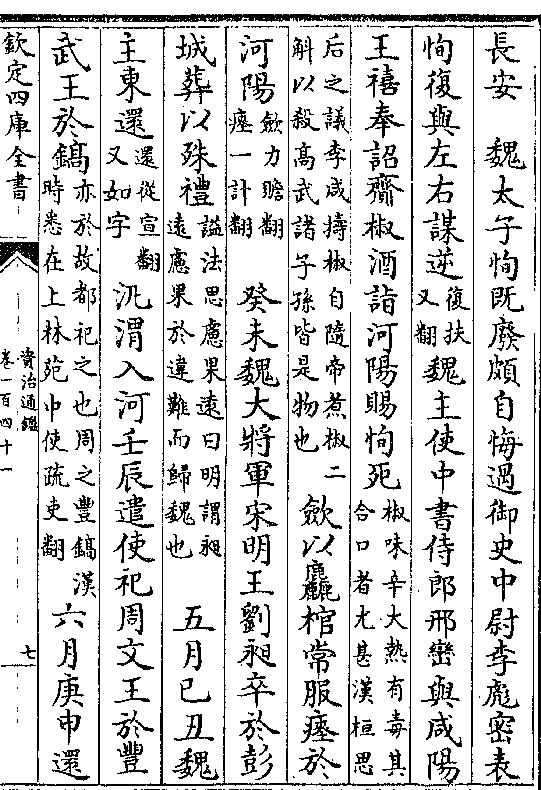 長安　魏太子恂既廢頗自悔過御史中尉李彪密表
恂復與左右謀逆復扶又翻魏主使中書侍郎邢巒與咸陽
王禧奉詔齎椒酒詣河陽賜恂死椒味辛大熱有毒其合口者尤甚漢桓思
后之議李咸擣椒自隨帝煮椒二斛以殺高武諸子孫皆是物也斂以麤棺常服瘞於
河陽斂力贍翻瘞一計翻　癸未魏大將軍宋明王劉昶卒於彭
城葬以殊禮諡法思慮果遠曰明謂昶遠慮果於違難而歸魏也　五月己丑魏
主東還還從宣翻又如字汎渭入河壬辰遣使祀周文王於豐
武王於鎬亦於故都祀之也周之豐鎬漢時悉在上林苑中使疏吏翻　六月庚申還
欽定四庫全書
資治通鑑
卷一百四十一
七